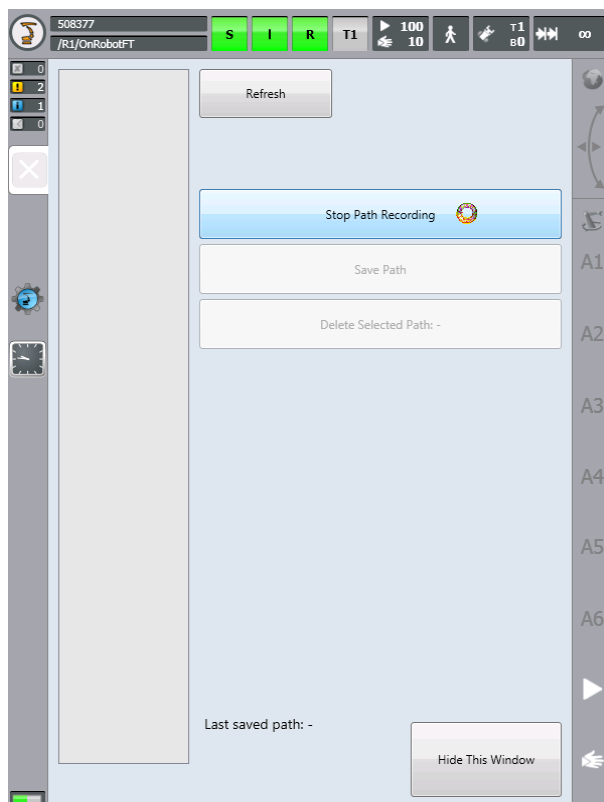 508377
/R1/OnRobotFT
S I R T1 100 10 T1 B0 ∞
0
2
1
0
Refresh
Stop Path Recording
Save Path
Delete Selected Path: -
A1
A2
A3
A4
A5
A6
Last saved path: -
Hide This Window